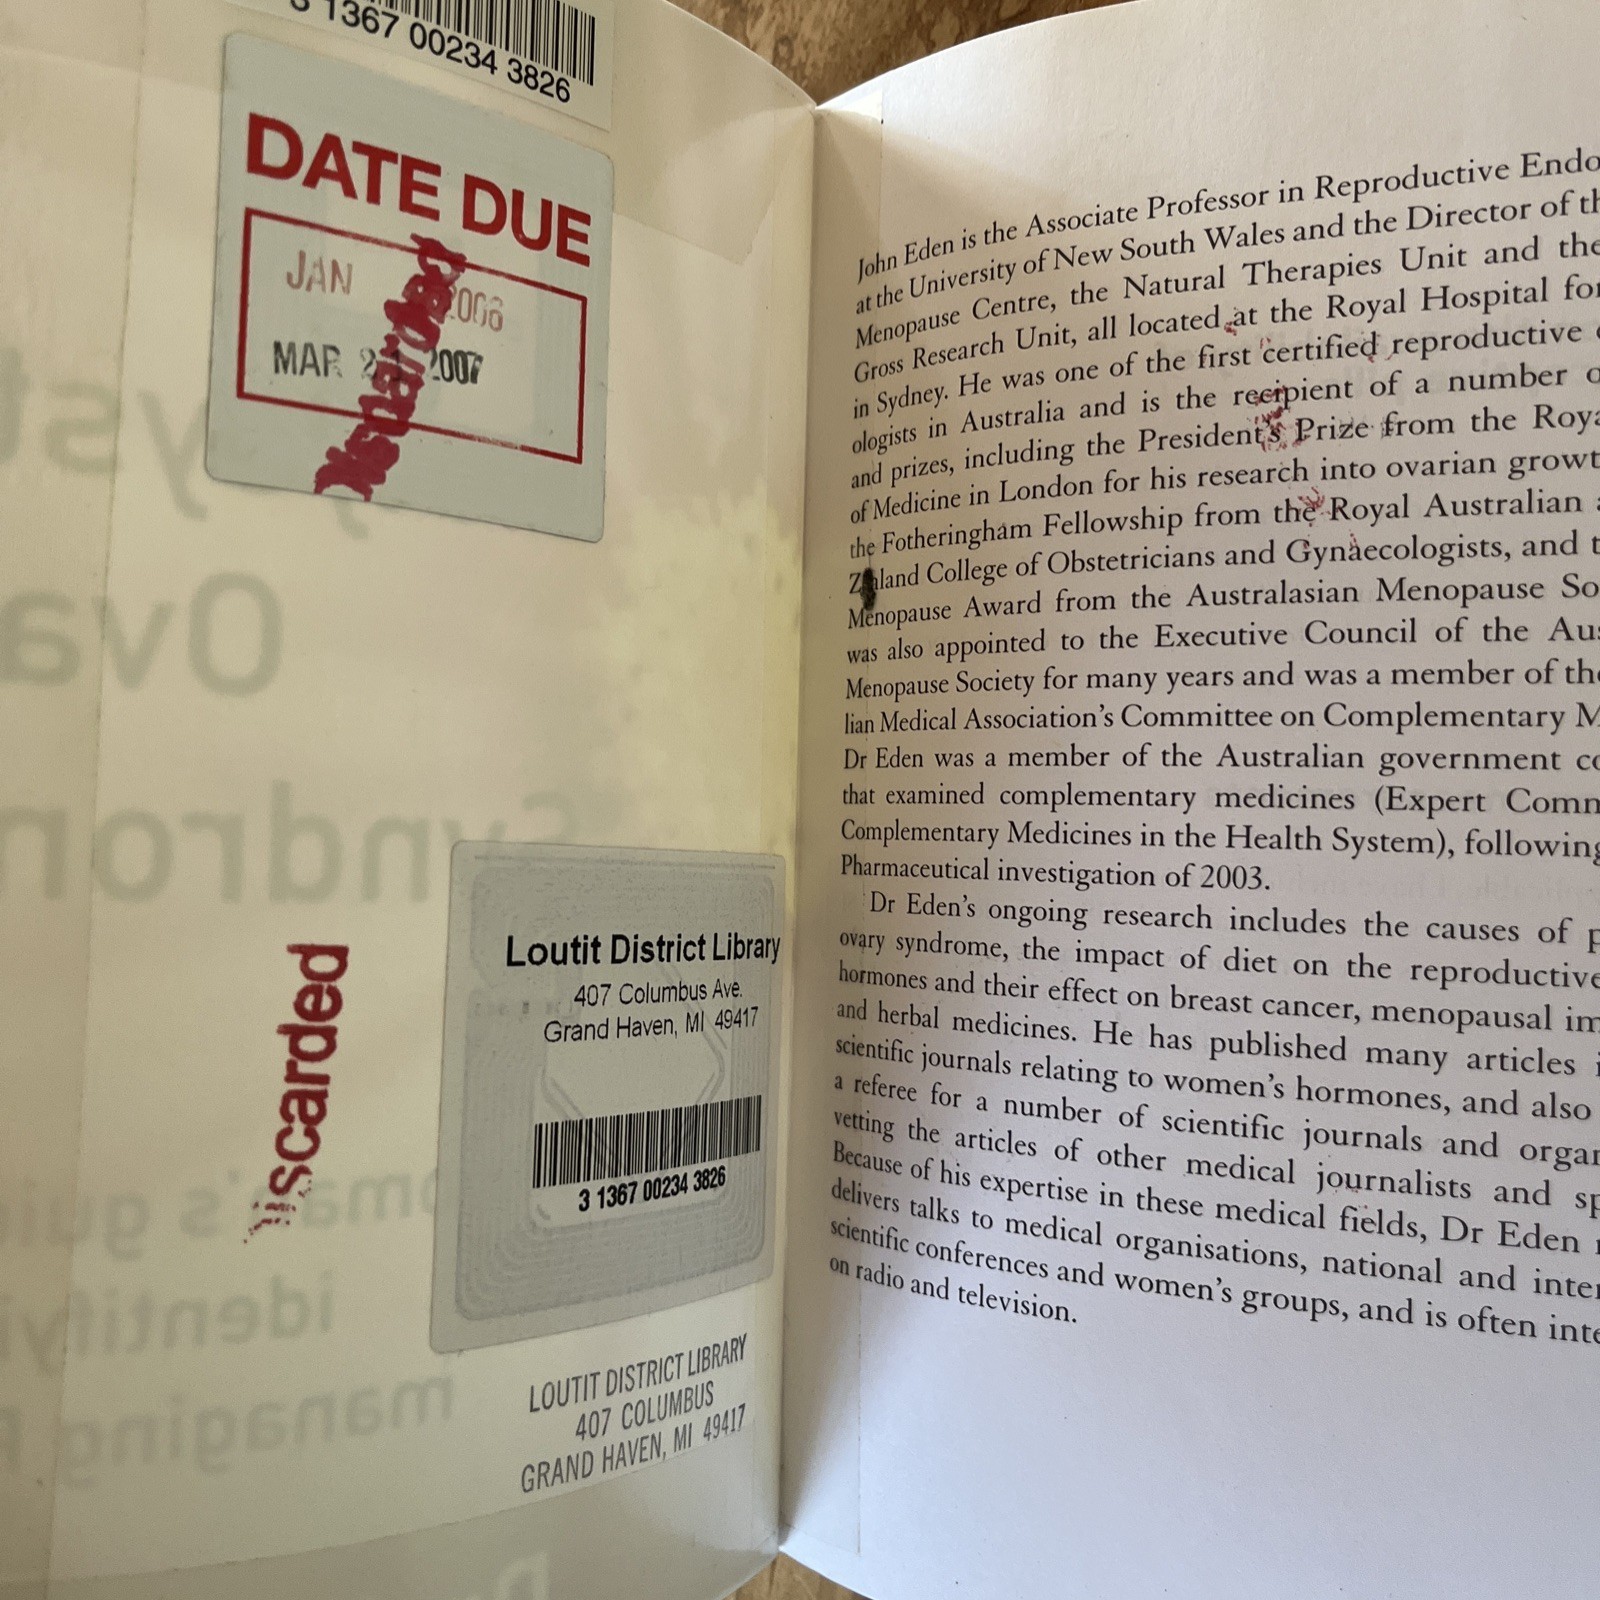 3 1367 00234 3826
DATE DUE
JAN 2006
MAR 21 2007
Discarded
Discarded
Loutit District Library
407 Columbus Ave.
Grand Haven, MI 49417
3 1367 00234 3826
LOUTIT DISTRICT LIBRARY
407 COLUMBUS
GRAND HAVEN, MI 49417
John Eden is the Associate Professor in Reproductive Endo
at the University of New South Wales and the Director of th
Menopause Centre, the Natural Therapies Unit and the
Gross Research Unit, all located at the Royal Hospital for
in Sydney. He was one of the first certified reproductive
ologists in Australia and is the recipient of a number o
and prizes, including the President's Prize from the Roya
of Medicine in London for his research into ovarian growt
the Fotheringham Fellowship from the Royal Australian
Zealand College of Obstetricians and Gynaecologists, and t
Menopause Award from the Australasian Menopause So
was also appointed to the Executive Council of the Aus
Menopause Society for many years and was a member of the
lian Medical Association's Committee on Complementary M
Dr Eden was a member of the Australian government co
that examined complementary medicines (Expert Comm
Complementary Medicines in the Health System), following
Pharmaceutical investigation of 2003.
Dr Eden's ongoing research includes the causes of p
ovary syndrome, the impact of diet on the reproductive
hormones and their effect on breast cancer, menopausal im
and herbal medicines. He has published many articles i
scientific journals relating to women's hormones, and also
a referee for a number of scientific journals and organ
vetting the articles of other medical journalists and sp
Because of his expertise in these medical fields, Dr Eden
delivers talks to medical organisations, national and inter
scientific conferences and women's groups, and is often inte
on radio and television.